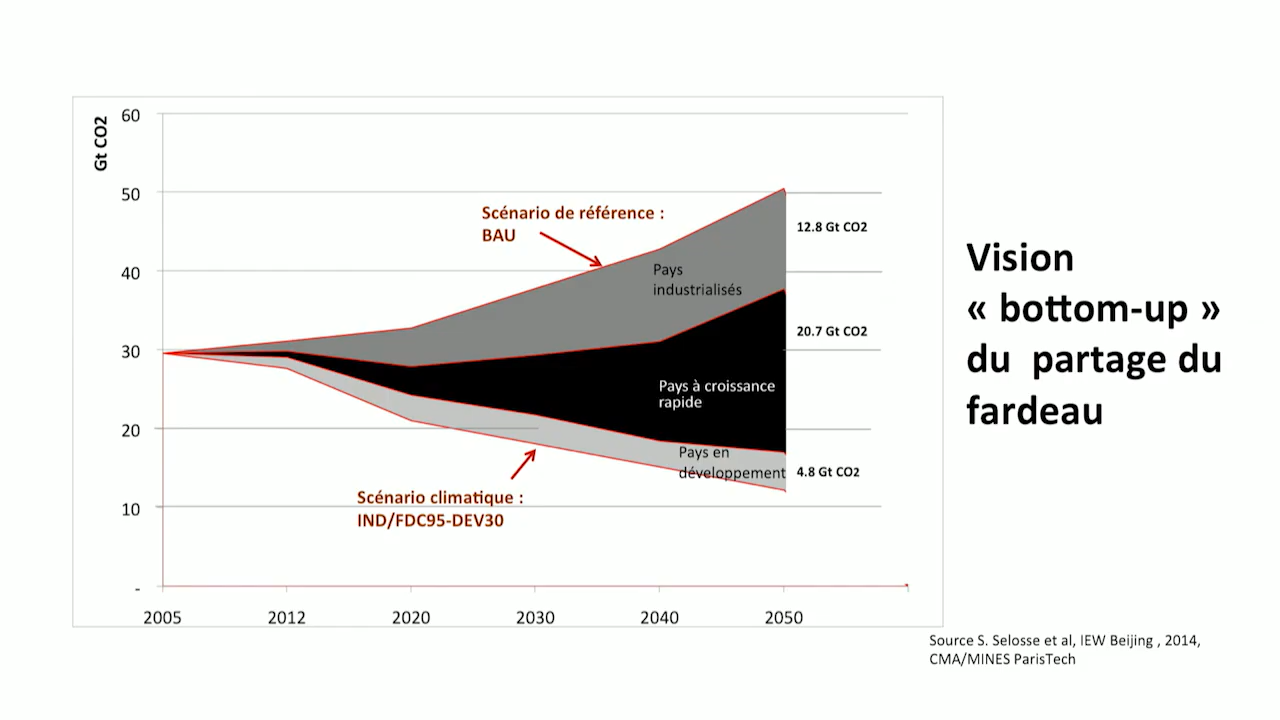 Gt CO2
60
50
40
30
20
10
-
2005 2012 2020 2030 2040 2050
Scénario de référence :
BAU
Pays
industrialisés
Pays à croissance
rapide
Pays en
développement
12.8 Gt CO2
20.7 Gt CO2
4.8 Gt CO2
Scénario climatique :
IND/FDC95-DEV30
Vision
« bottom-up »
du partage du
fardeau
Source S. Selosse et al, IEW Beijing , 2014,
CMA/MINES ParisTech